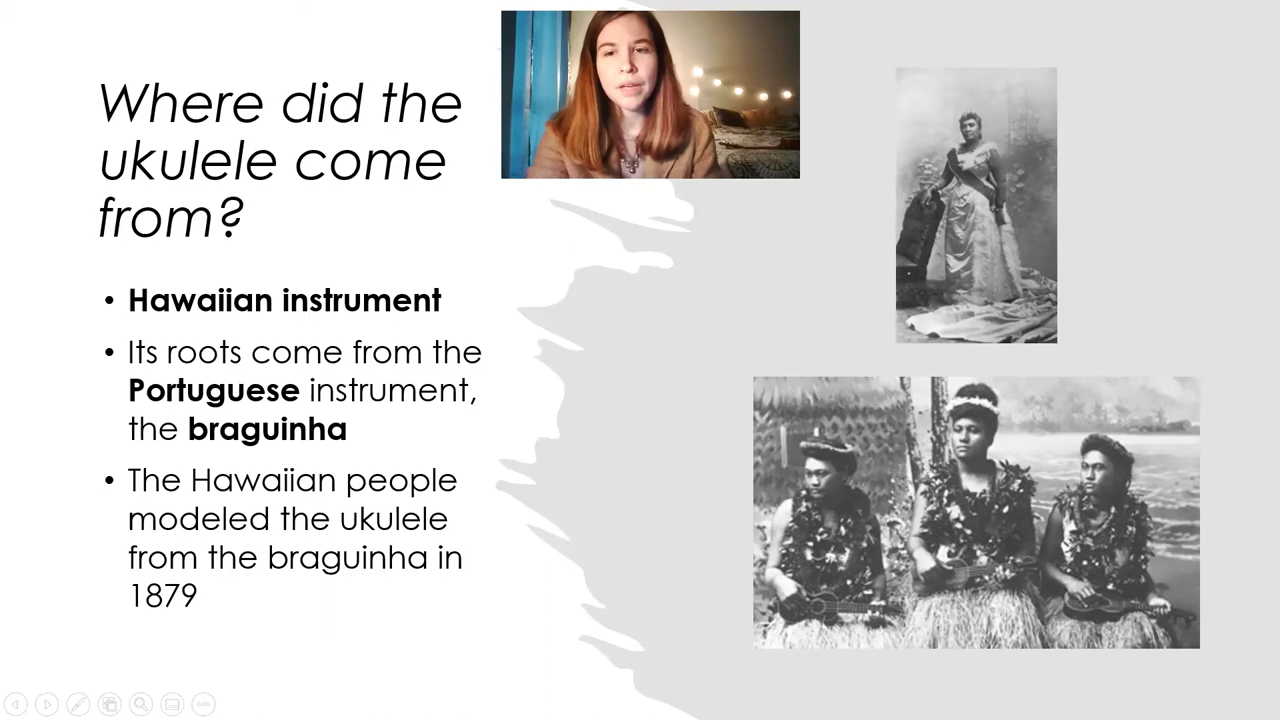 Where did the
ukulele come
from?
• Hawaiian instrument
• Its roots come from the
Portuguese instrument,
the braguinha
• The Hawaiian people
modeled the ukulele
from the braguinha in
1879